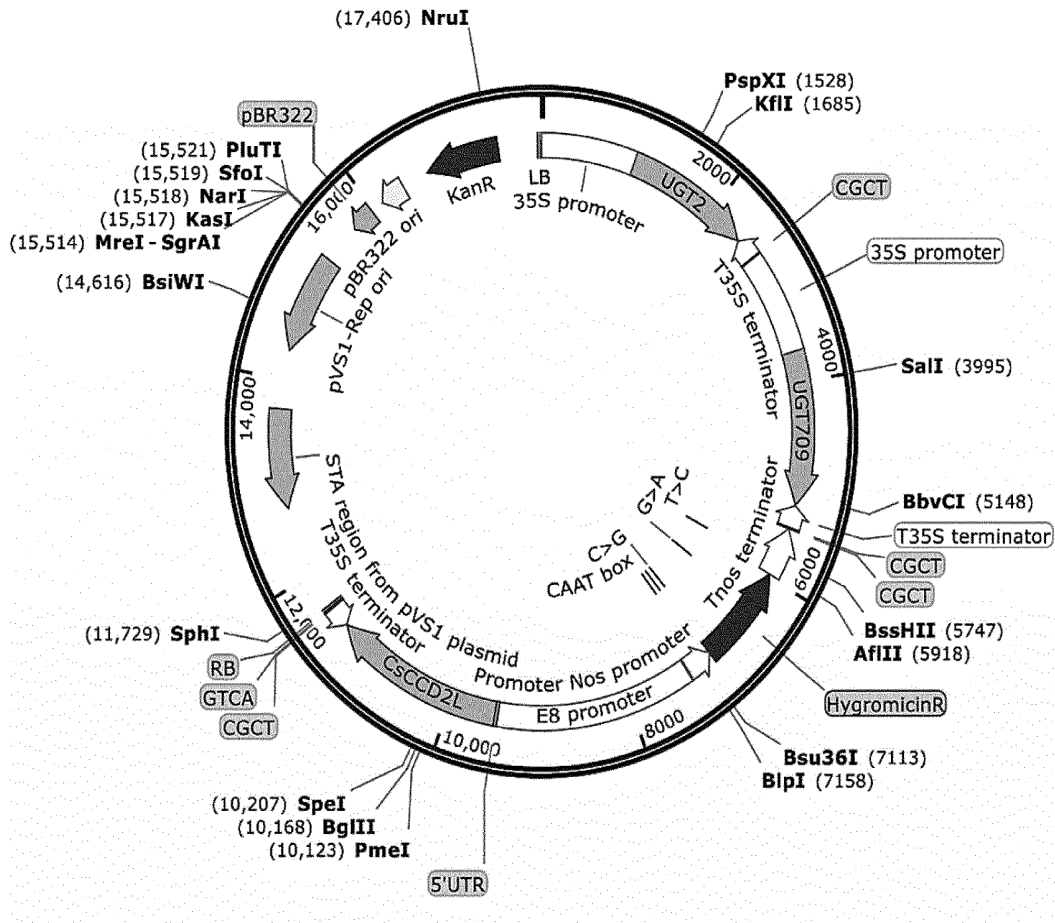 (17,406) NruI
PspXI (1528)
KflI (1685)
pBR322
(15,521) PluTI
(15,519) SfoI
(15,518) NarI
(15,517) KasI
(15,514) MreI - SgrAI
(14,616) BsiWI
2000
4000
6000
8000
10,000
12,000
14,000
16,000
KanR
LB
35S promoter
UGT2
CGCT
35S promoter
pBR322 ori
pVS1-Rep ori
T35S terminator
SalI (3995)
UGT709
STA region from pVS1 plasmid
T35S terminator
G>A
T>C
C>G
CAAT box
Tnos terminator
BbvCI (5148)
T35S terminator
CGCT
CGCT
BssHII (5747)
AflII (5918)
HygromicinR
Promoter Nos promoter
E8 promoter
CsCCD2L
(11,729) SphI
RB
GTCA
CGCT
Bsu36I (7113)
BlpI (7158)
(10,207) SpeI
(10,168) BglII
(10,123) PmeI
5'UTR